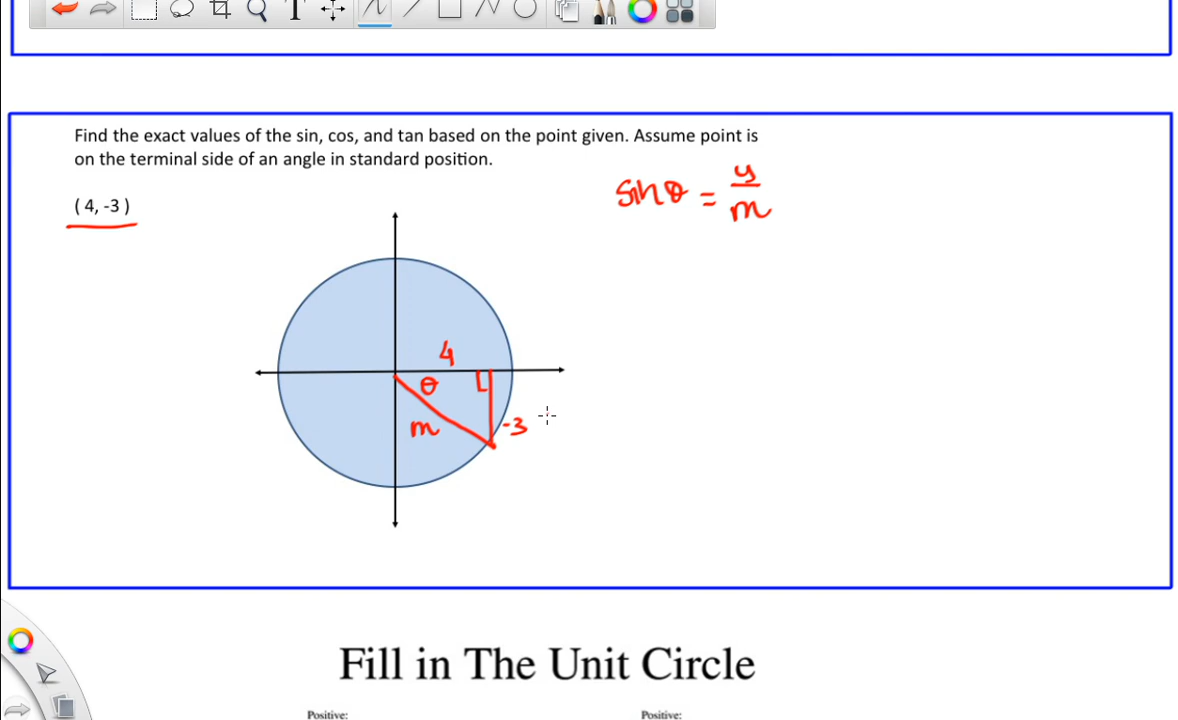 T
Find the exact values of the sin, cos, and tan based on the point given. Assume point is
on the terminal side of an angle in standard position.
( 4, -3 )
sinθ = y/m
4
θ
m
-3
Fill in The Unit Circle
Positive: Positive: